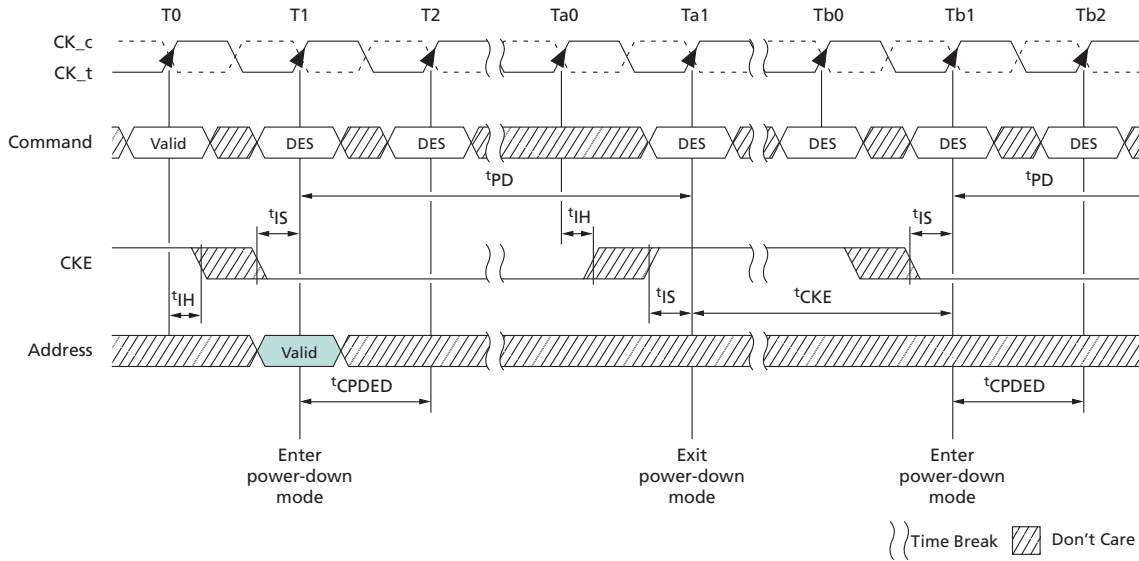 T0 T1 T2 Ta0 Ta1 Tb0 Tb1 Tb2
CK_c
CK_t
Command Valid DES DES DES DES DES DES
tPD tPD
tIS tIH tIS
CKE
tIH tIS tCKE
Address Valid
tCPDED tCPDED
Enter power-down mode
Exit power-down mode
Enter power-down mode
Time Break Don't Care